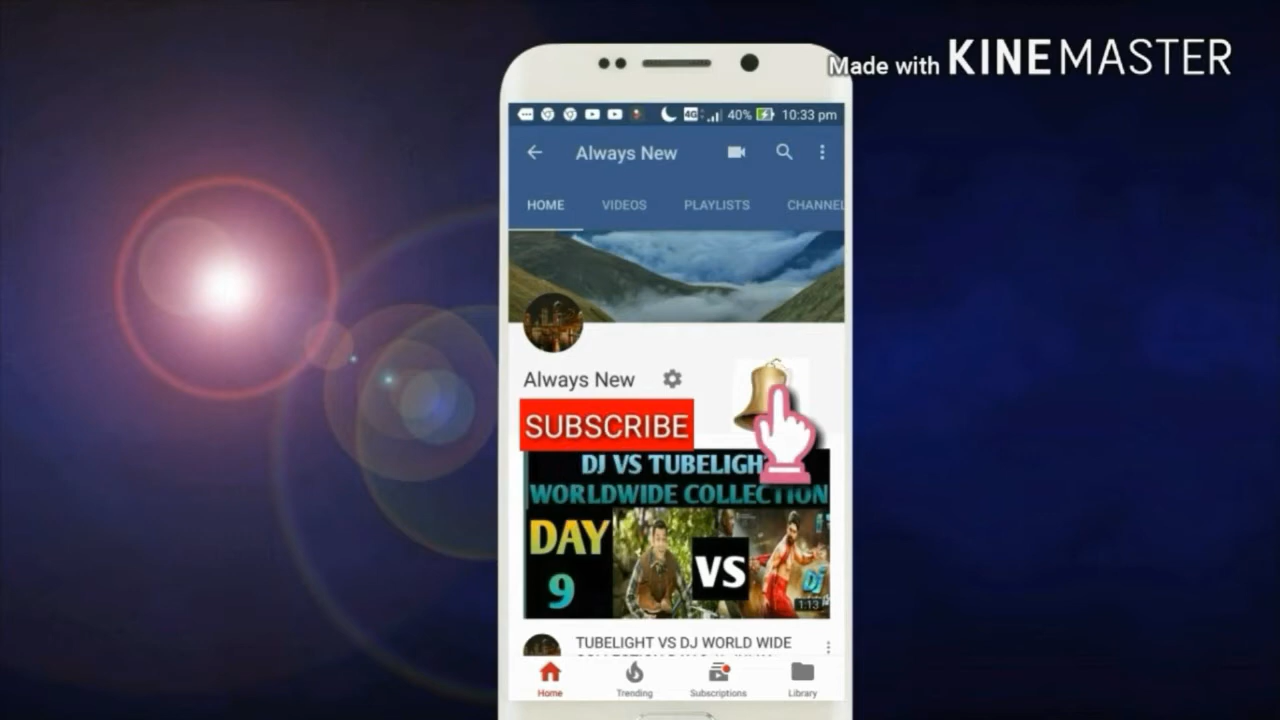 Made with KINEMASTER
4G 40% 10:33 pm
Always New
HOME VIDEOS PLAYLISTS CHANNEL
Always New
SUBSCRIBE
DJ VS TUBELIGHT
WORLDWIDE COLLECTION
DAY
9
VS
Dj
1:13
TUBELIGHT VS DJ WORLD WIDE
Home Trending Subscriptions Library